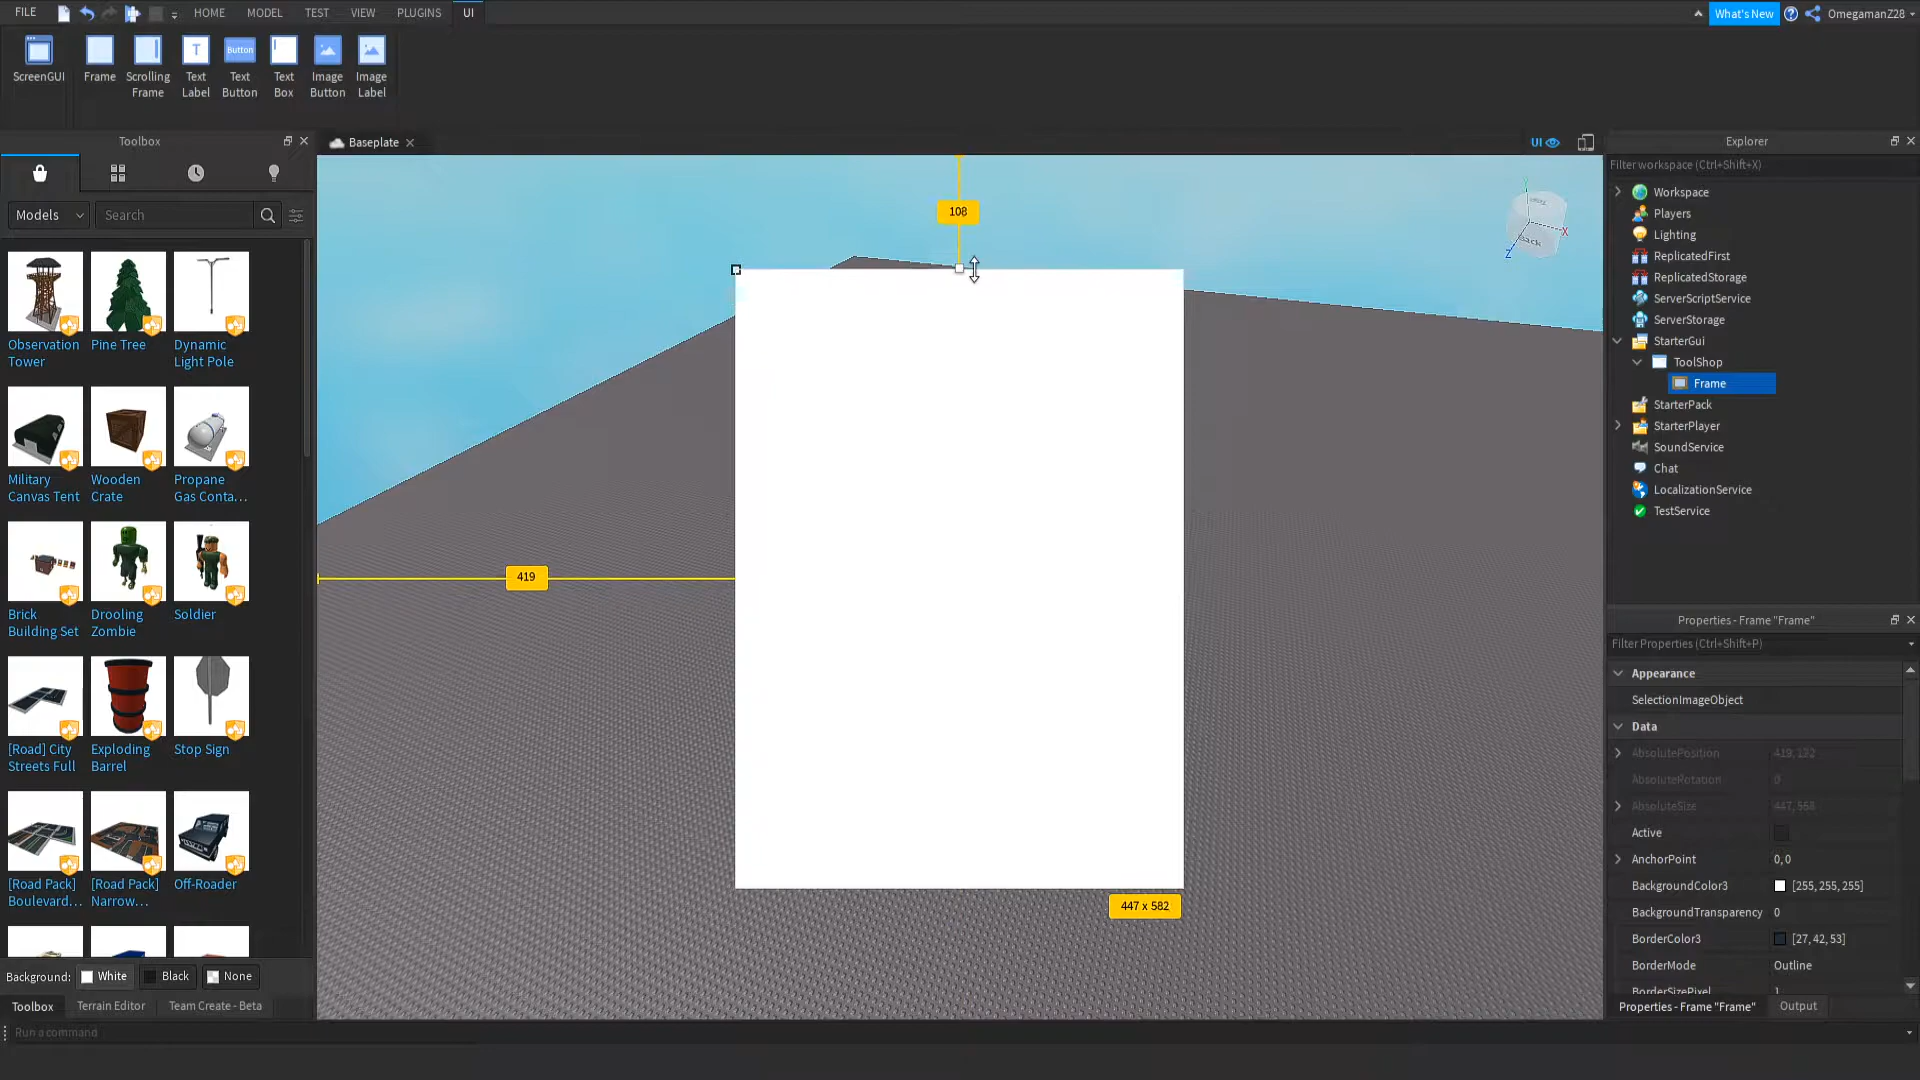 FILE
HOME
MODEL
TEST
VIEW
PLUGINS
UI
What's New
OmegamanZ28
ScreenGUI
Frame
Scrolling
Frame
T
Text
Label
Button
Text
Button
Text
Box
Image
Button
Image
Label
Toolbox
Models
Search
Observation
Tower
Pine Tree
Dynamic
Light Pole
Military
Canvas Tent
Wooden
Crate
Propane
Gas Conta...
Brick
Building Set
Drooling
Zombie
Soldier
[Road] City
Streets Full
Exploding
Barrel
Stop Sign
[Road Pack]
Boulevard...
[Road Pack]
Narrow...
Off-Roader
Background:
White
Black
None
Toolbox
Terrain Editor
Team Create - Beta
Run a command
Baseplate
UI
108
419
447 x 582
Y
X
Z
Back
Explorer
Filter workspace (Ctrl+Shift+X)
Workspace
Players
Lighting
ReplicatedFirst
ReplicatedStorage
ServerScriptService
ServerStorage
StarterGui
ToolShop
Frame
StarterPack
StarterPlayer
SoundService
Chat
LocalizationService
TestService
Properties - Frame "Frame"
Filter Properties (Ctrl+Shift+P)
Appearance
SelectionImageObject
Data
AbsolutePosition
AbsoluteRotation 0
AbsoluteSize
Active
AnchorPoint 0, 0
BackgroundColor3 [255, 255, 255]
BackgroundTransparency 0
BorderColor3 [27, 42, 53]
BorderMode Outline
BorderSizePixel 1
Properties - Frame "Frame"
Output